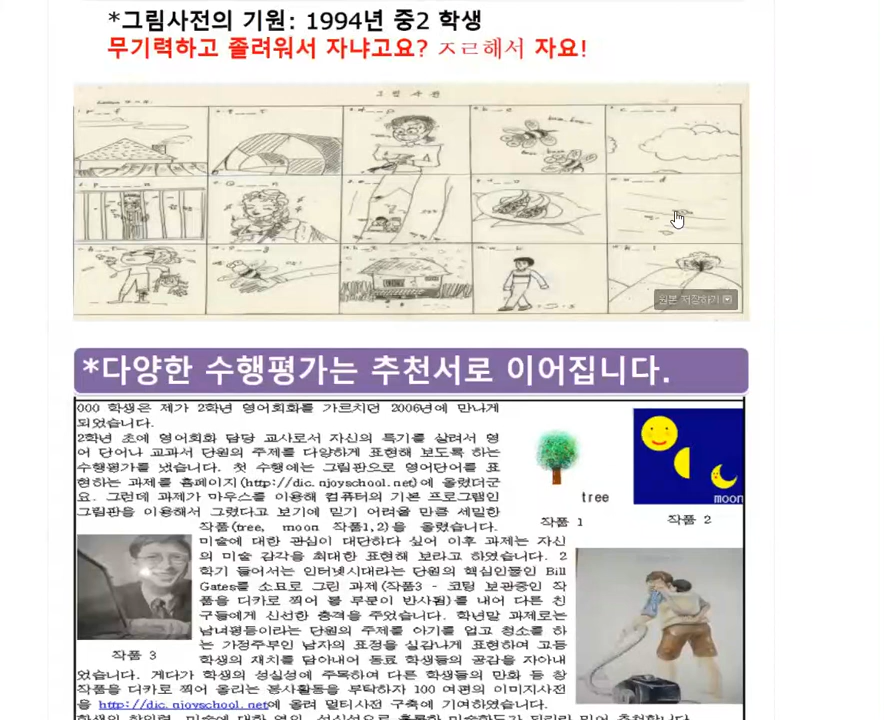 *그림사전의 기원: 1994년 중2 학생
무기력하고 졸려워서 자냐고요? ㅈㄹ해서 자요!
그림사전
원본 저장하기
*다양한 수행평가는 추천서로 이어집니다.
000 학생은 제가 2학년 영어회화를 가르치던 2006년에 만나게
되었습니다.
2학년 초에 영어회화 담당 교사로서 자신의 특기를 살려서 영
어 단어나 교과서 단원의 주제를 다양하게 표현해 보도록 하는
수행평가를 냈습니다. 첫 수행에는 그림판으로 영어단어를 표
현하는 과제를 홈페이지(http://dic.njoyschool.net)에 올렸더군
요. 그런데 과제가 마우스를 이용해 컴퓨터의 기본 프로그램인
그림판을 이용해서 그렸다고 보기에 믿기 어려울 만큼 세밀한
작품(tree, moon 작품1,2)을 올렸습니다.
미술에 대한 관심이 대단하다 싶어 이후 과제는 자신
의 미술 감각을 최대한 표현해 보라고 하였습니다. 2
학기 들어서는 인터넷시대라는 단원의 핵심인물인 Bill
Gates를 소묘로 그린 과제(작품3 - 코팅 보관중인 작
품을 디카로 찍어 볼 부문이 반사됨)를 내어 다른 친
구들에게 신선한 충격을 주었습니다. 학년말 과제로는
남녀평등이라는 단원의 주제를 아기를 업고 청소를 하
는 가정주부인 남자의 표정을 실감나게 표현하여 고등
학생의 재치를 담아내어 동료 학생들의 공감을 자아내
었습니다. 게다가 학생의 성실성에 주목하여 다른 학생들의 만화 등 창
작품을 디카로 찍어 올리는 봉사활동을 부탁하자 100 여편의 이미지사전
을 http://dic.njoyschool.net에 올려 멀티사전 구축에 기여하였습니다.
tree
작품 1
moon
작품 2
작품 3